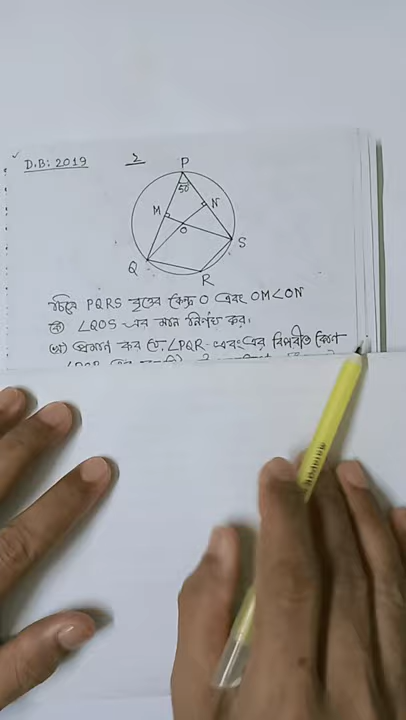 D.B: 2019
2
P
50
M
N
O
S
Q
R
চিত্রে PQRS বৃত্তের কেন্দ্র O এবং OM<ON
(ক) ∠QOS এর মান নির্ণয় কর।
(খ) প্রমাণ কর যে, ∠PQR এবং এর বিপরীত কোণ